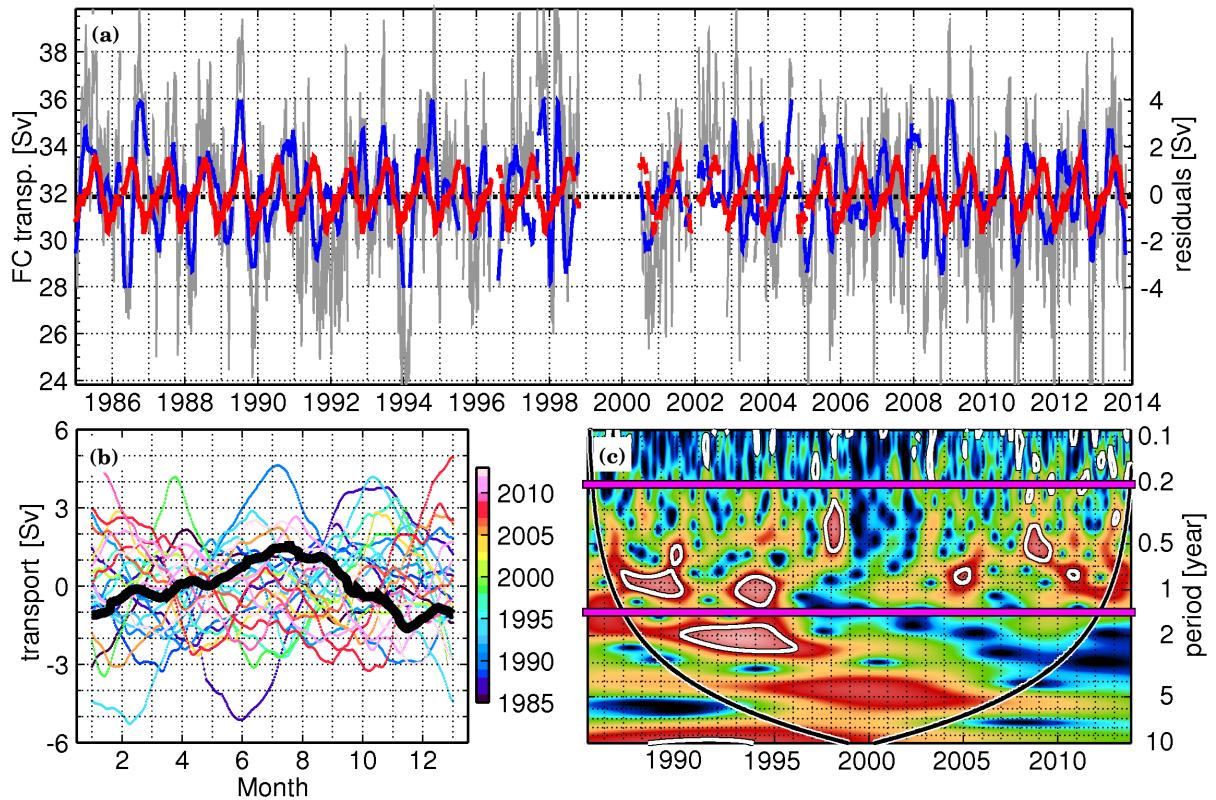 (a)
FC transp. [Sv]
38
36
34
32
30
28
26
24
4
2
0
-2
-4
residuals [Sv]
1986 1988 1990 1992 1994 1996 1998 2000 2002 2004 2006 2008 2010 2012 2014
(b)
transport [Sv]
6
3
0
-3
-6
2 4 6 8 10 12
Month
2010
2005
2000
1995
1990
1985
(c)
0.1
0.2
0.5
1
2
5
10
period [year]
1990 1995 2000 2005 2010